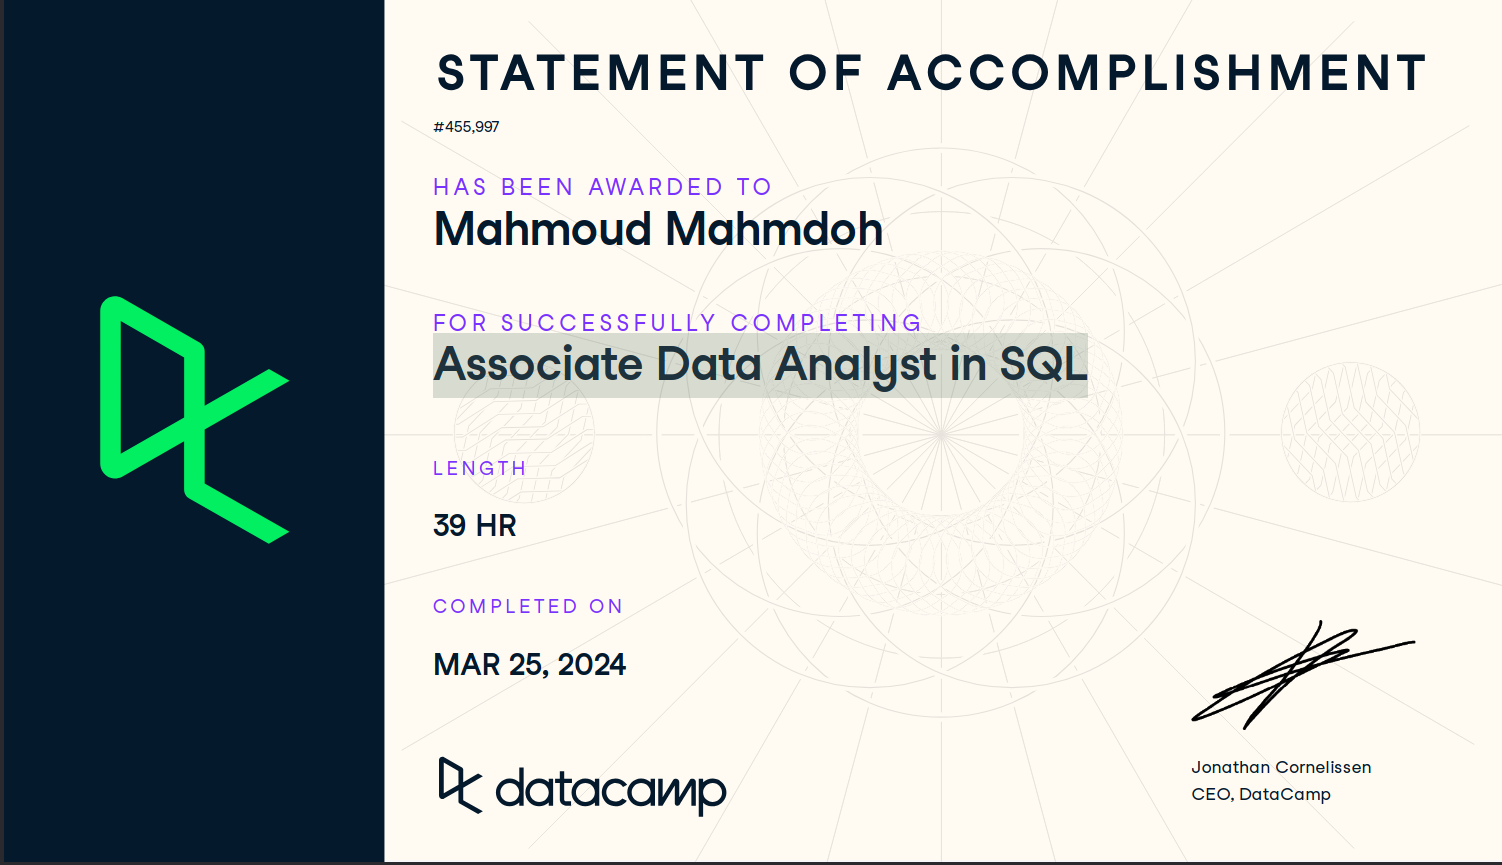 STATEMENT OF ACCOMPLISHMENT
#455,997
HAS BEEN AWARDED TO
Mahmoud Mahmdoh
FOR SUCCESSFULLY COMPLETING
Associate Data Analyst in SQL
LENGTH
39 HR
COMPLETED ON
MAR 25, 2024
datacamp
Jonathan Cornelissen
CEO, DataCamp